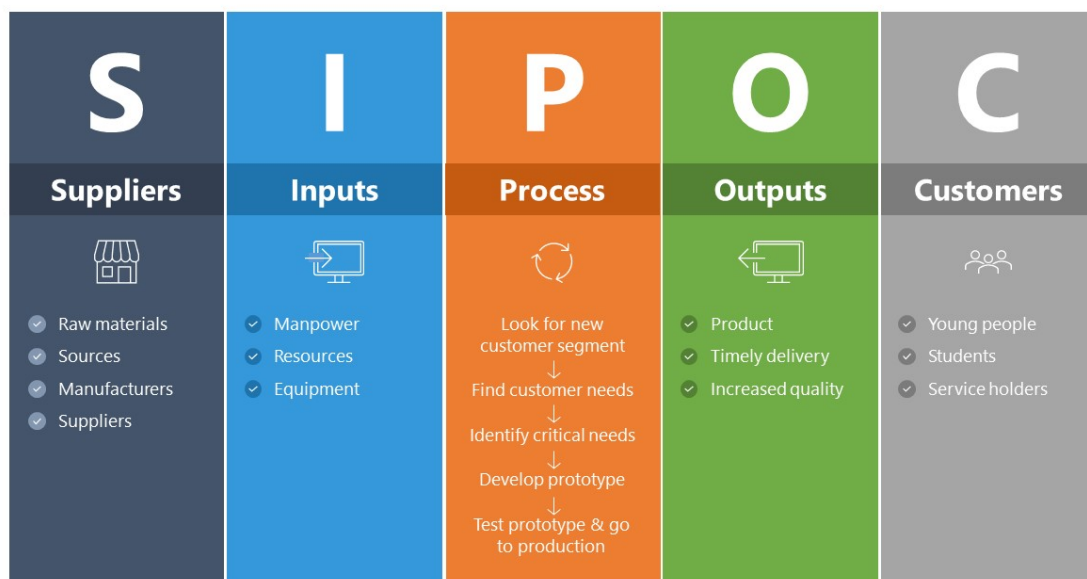 S
Suppliers
Raw materials
Sources
Manufacturers
Suppliers
I
Inputs
Manpower
Resources
Equipment
P
Process
Look for new
customer segment
Find customer needs
Identify critical needs
Develop prototype
Test prototype & go
to production
O
Outputs
Product
Timely delivery
Increased quality
C
Customers
Young people
Students
Service holders